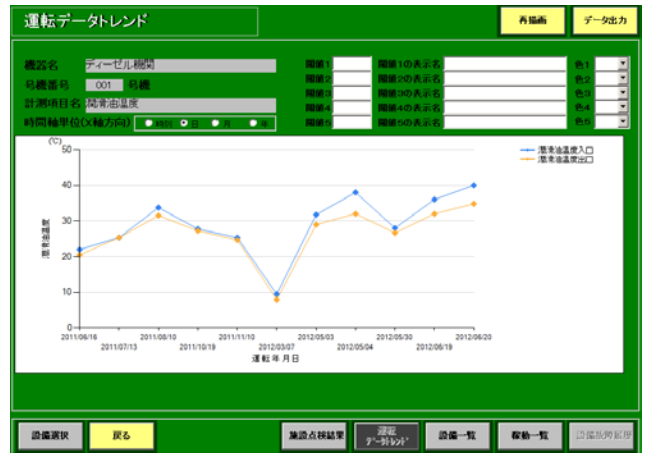 運転データトレンド
再描画
データ出力
機器名 ディーゼル機関
号機番号 001 号機
計測項目名 潤滑油温度
時間軸単位(X軸方向) 時刻 日 月 年
閾値1 閾値1の表示名 色1
閾値2 閾値2の表示名 色2
閾値3 閾値3の表示名 色3
閾値4 閾値4の表示名 色4
閾値5 閾値5の表示名 色5
(℃)
50
40
30
20
10
0
潤滑油温度
潤滑油温度入口
潤滑油温度出口
2011/06/16 2011/08/10 2011/11/10 2012/05/03 2012/05/30 2012/06/20
2011/07/13 2011/10/19 2012/03/07 2012/05/04 2012/06/19
運転年月日
設備選択
戻る
施設点検結果
運転
データトレンド
設備一覧
稼動一覧
設備故障履歴